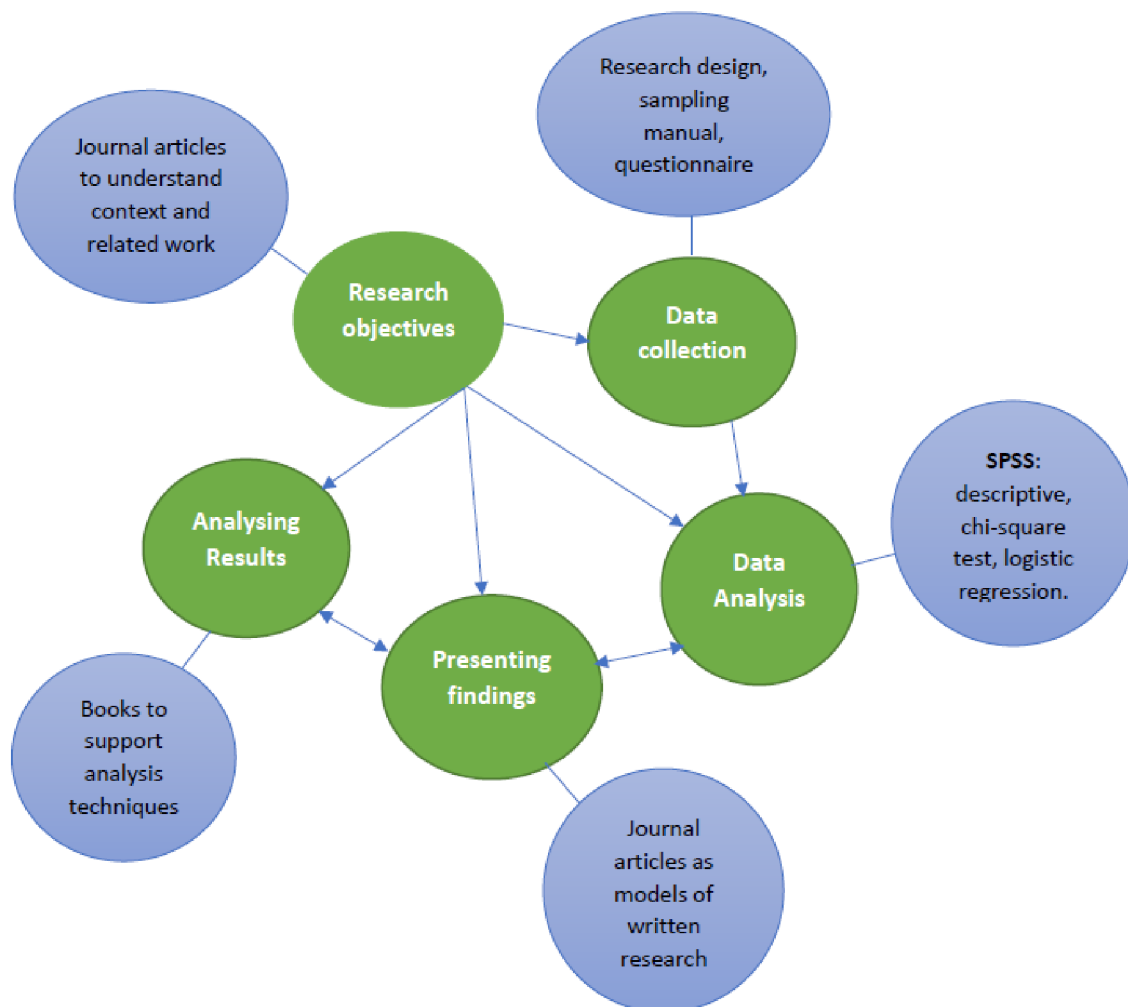 Research design,
sampling
manual,
questionnaire
Journal articles
to understand
context and
related work
Research
objectives
Data
collection
SPSS:
descriptive,
chi-square
test, logistic
regression.
Analysing
Results
Data
Analysis
Presenting
findings
Books to
support
analysis
techniques
Journal
articles as
models of
written
research